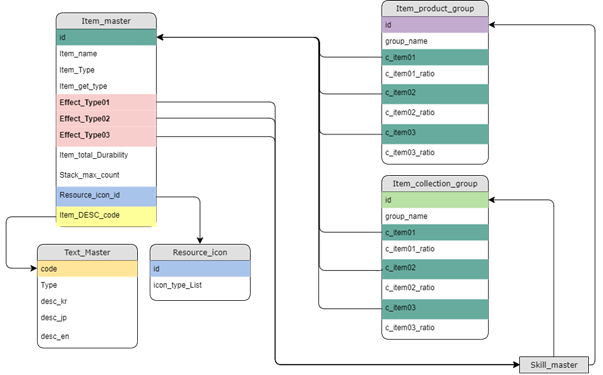 Item_master
id
Item_name
Item_Type
Item_get_type
Effect_Type01
Effect_Type02
Effect_Type03
Item_total_Durability
Stack_max_count
Resource_icon_id
Item_DESC_code
Text_Master
code
Type
desc_kr
desc_jp
desc_en
Resource_icon
id
icon_type_List
Item_product_group
id
group_name
c_item01
c_item01_ratio
c_item02
c_item02_ratio
c_item03
c_item03_ratio
Item_collection_group
id
group_name
c_item01
c_item01_ratio
c_item02
c_item02_ratio
c_item03
c_item03_ratio
Skill_master